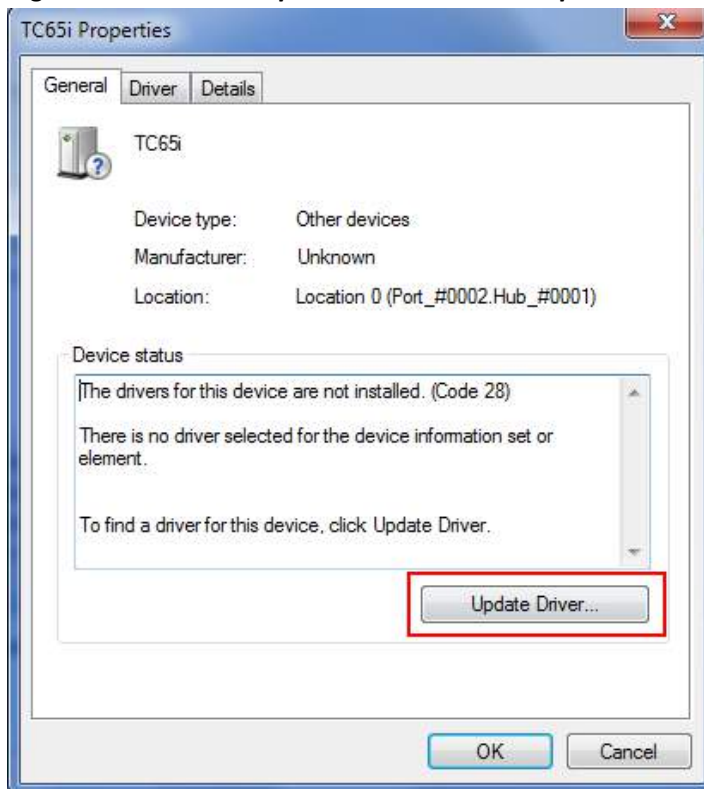 TC65i Properties
General Driver Details
TC65i
Device type: Other devices
Manufacturer: Unknown
Location: Location 0 (Port_#0002.Hub_#0001)
Device status
The drivers for this device are not installed. (Code 28)
There is no driver selected for the device information set or
element.
To find a driver for this device, click Update Driver.
Update Driver...
OK Cancel